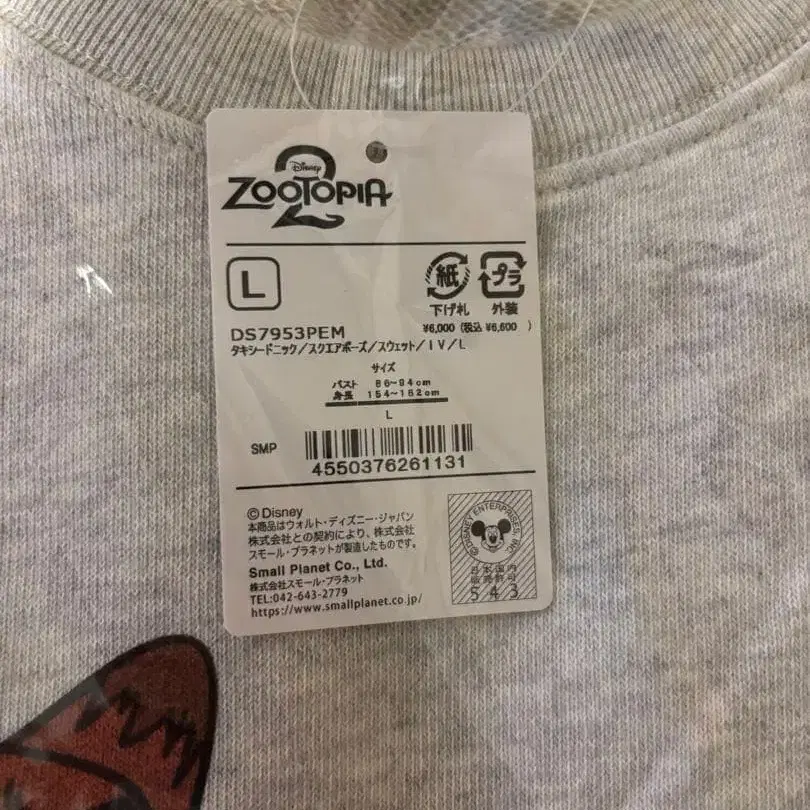 Disney
ZOOTOPIA
2
L
紙
プラ
下げ札
外装
DS7953PEM
¥6,000 (税込 ¥6,600 )
タキシードニック/スクエアポーズ/スウェット/IV/L
サイズ
バスト 86~94cm
身長 154~162cm
L
SMP
4550376261131
©Disney
本商品はウォルト・ディズニー・ジャパン
株式会社との契約により、株式会社
スモール・プラネットが製造したものです。
Small Planet Co., Ltd.
株式会社スモール・プラネット
TEL:042-643-2779
https://www.smallplanet.co.jp/
©DISNEY ENTERPRISES, INC.
日本国内
販売許可
543